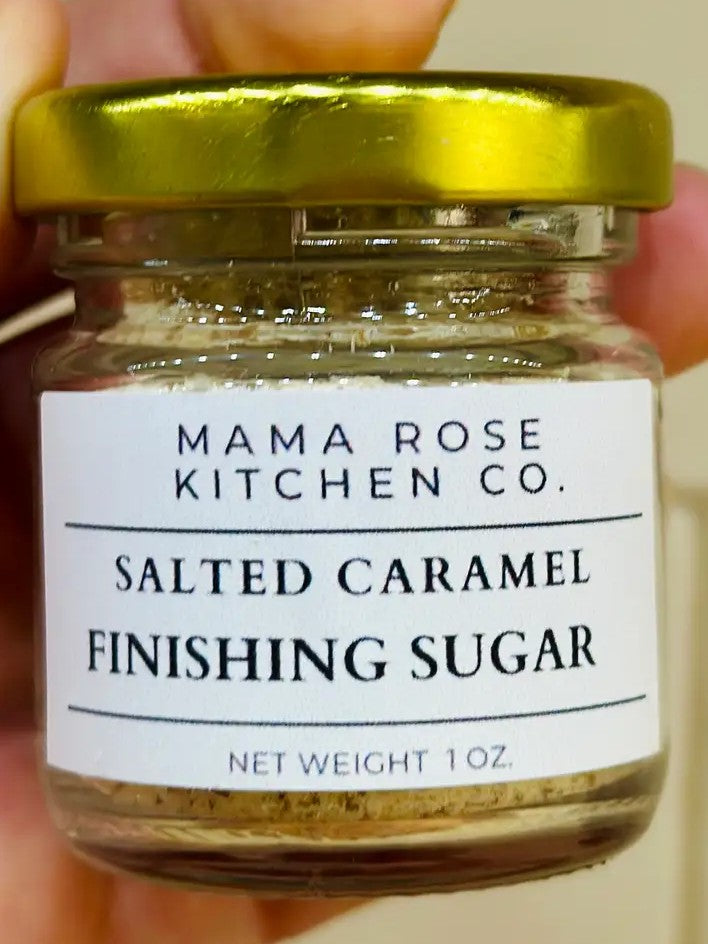 MAMA ROSE
KITCHEN CO.
SALTED CARAMEL
FINISHING SUGAR
NET WEIGHT 1 OZ.